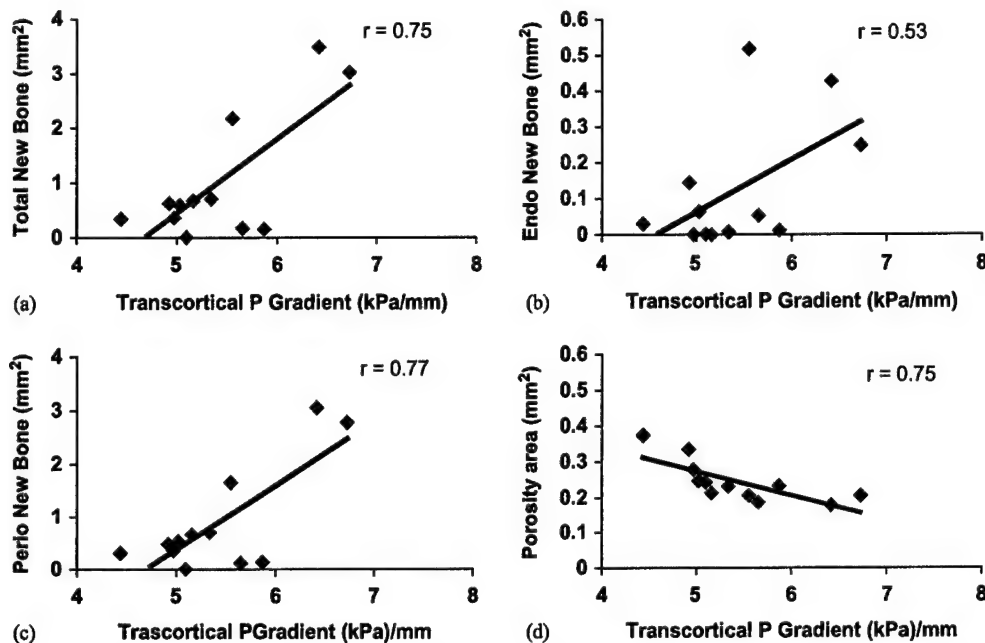 4
3
2
1
0
4 5 6 7 8
Total New Bone (mm²)
r = 0.75
(a) Transcortical P Gradient (kPa/mm)
0.6
0.5
0.4
0.3
0.2
0.1
0
4 5 6 7 8
Endo New Bone (mm²)
r = 0.53
(b) Transcortical P Gradient (kPa/mm)
4
3
2
1
0
4 5 6 7 8
Perio New Bone (mm²)
r = 0.77
(c) Trascortical PGradient (kPa)/mm
0.6
0.5
0.4
0.3
0.2
0.1
0
4 5 6 7 8
Porosity area (mm²)
r = 0.75
(d) Transcortical P Gradient (kPa)/mm